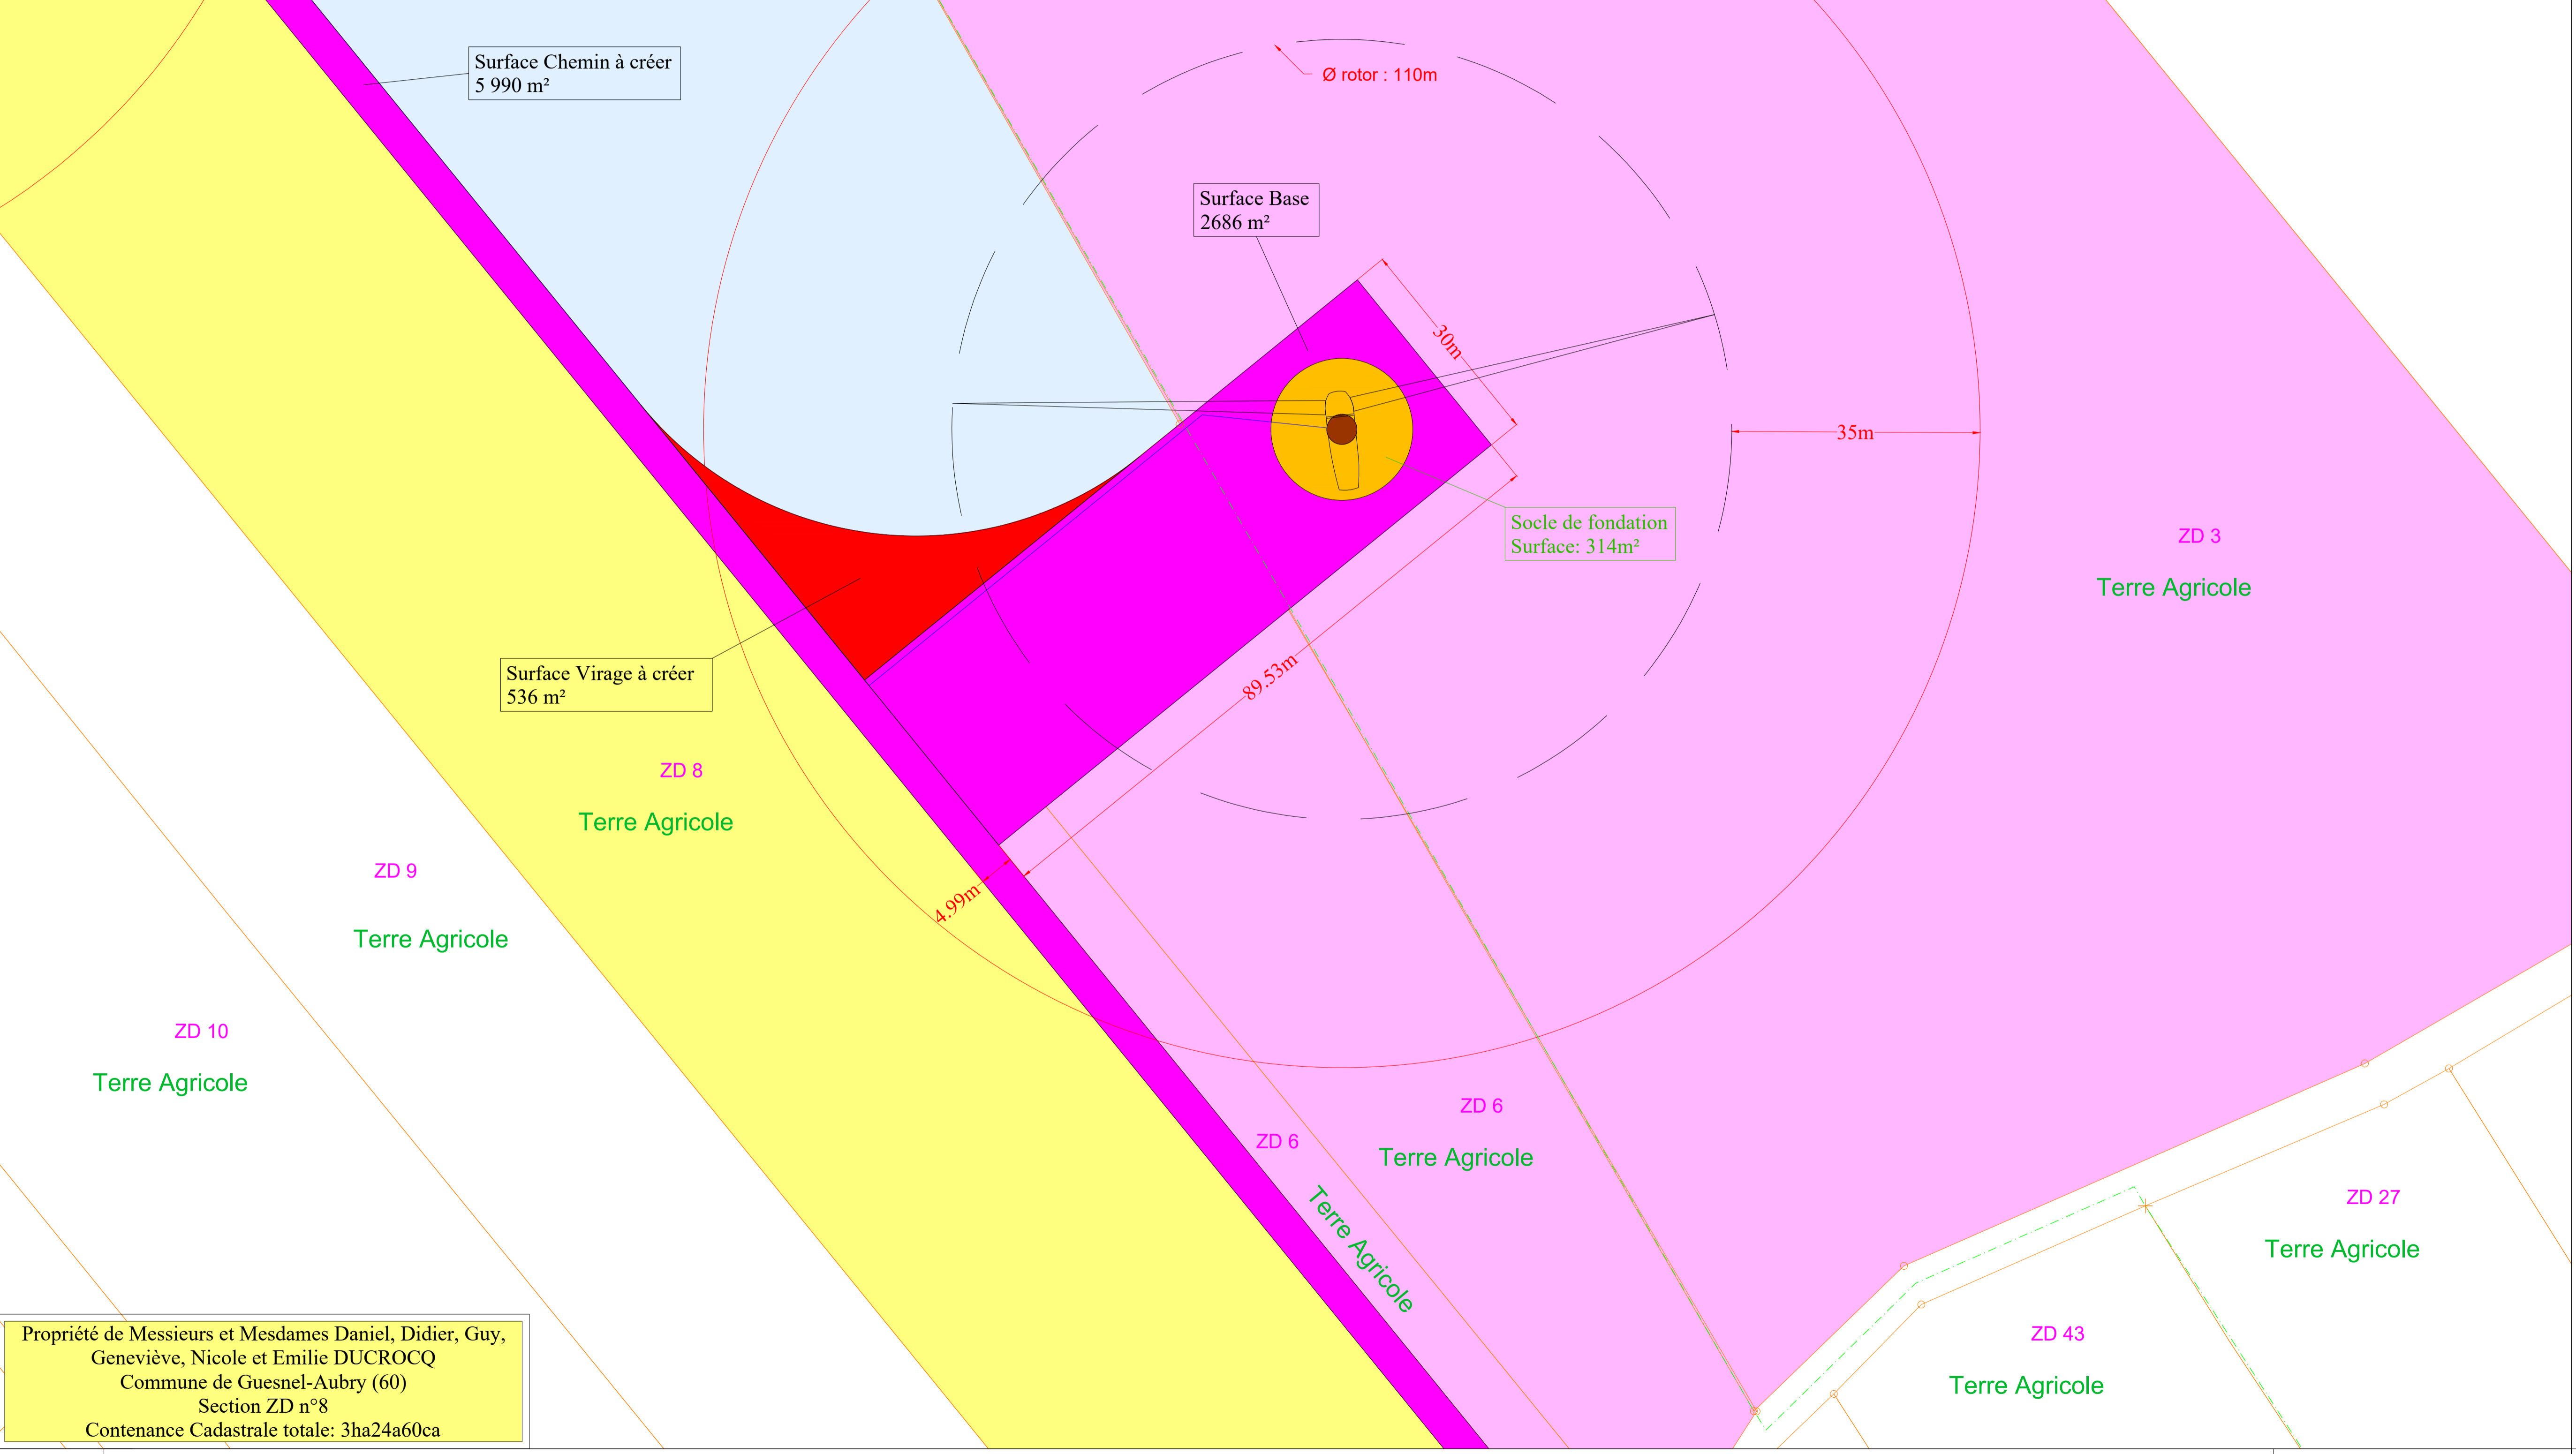 Surface Chemin à créer
5 990 m²
Ø rotor : 110m
Surface Base
2686 m²
30m
35m
Socle de fondation
Surface: 314m²
ZD 3
Terre Agricole
Surface Virage à créer
536 m²
89.53m
ZD 8
Terre Agricole
4.99m
ZD 9
Terre Agricole
ZD 10
Terre Agricole
ZD 6
Terre Agricole
ZD 6
Terre Agricole
ZD 27
Terre Agricole
ZD 43
Terre Agricole
Propriété de Messieurs et Mesdames Daniel, Didier, Guy,
Geneviève, Nicole et Emilie DUCROCQ
Commune de Guesnel-Aubry (60)
Section ZD n°8
Contenance Cadastrale totale: 3ha24a60ca